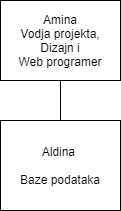 Amina
Vodja projekta,
Dizajn i
Web programer
Aldina
Baze podataka